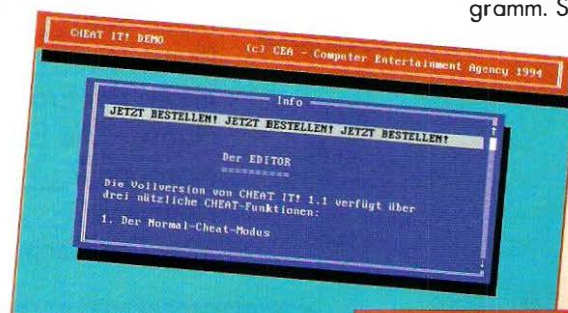 gramm. S
CHEAT IT! DEMO (c) CEA - Computer Entertainment Agency 1994
Info
JETZT BESTELLEN! JETZT BESTELLEN! JETZT BESTELLEN!
Der EDITOR
==========
Die Vollversion von CHEAT IT! 1.1 verfügt über
drei nützliche CHEAT-Funktionen:
1. Der Normal-Cheat-Modus